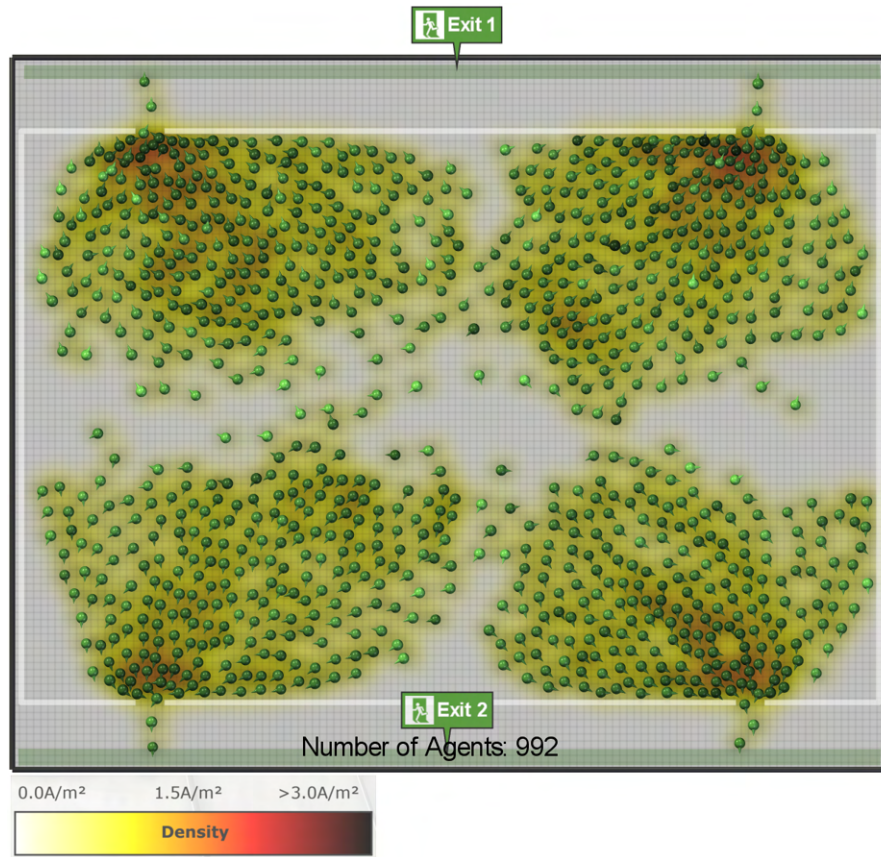 Exit 1
Exit 2
Number of Agents: 992
0.0A/m² 1.5A/m² >3.0A/m²
Density